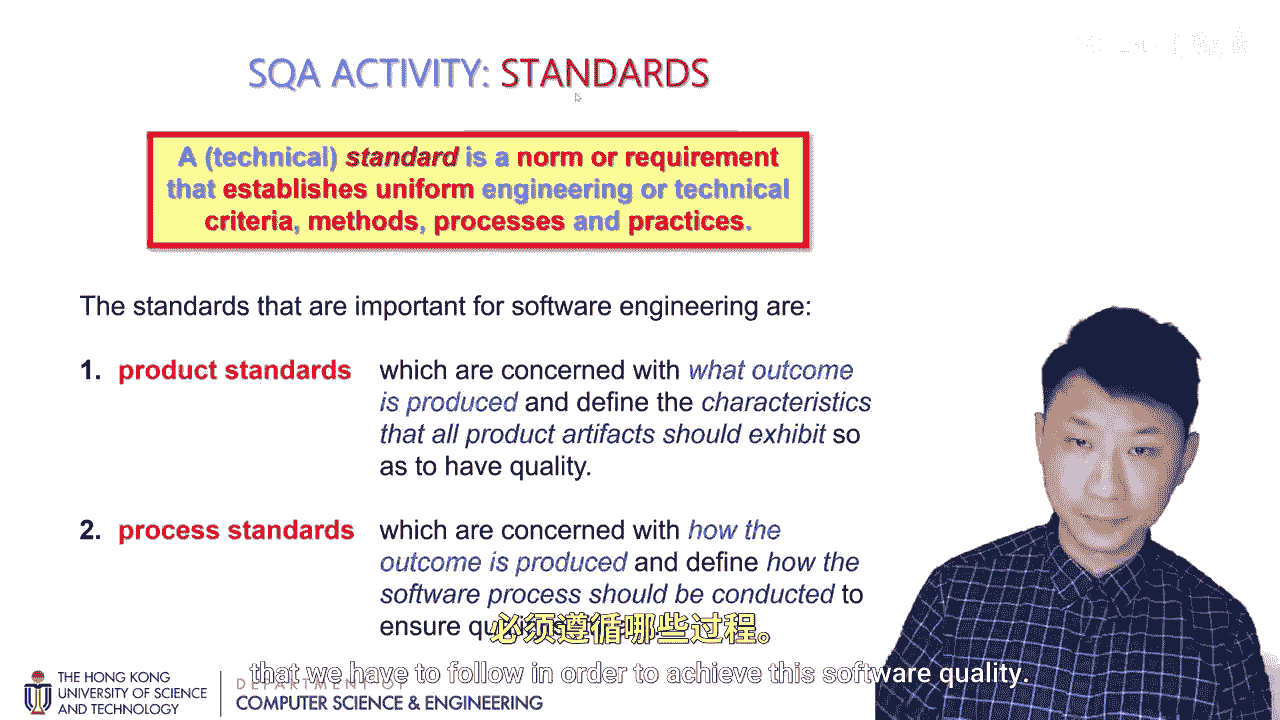 SQA ACTIVITY: STANDARDS
A (technical) standard is a norm or requirement
that establishes uniform engineering or technical
criteria, methods, processes and practices.
The standards that are important for software engineering are:
1. product standards which are concerned with what outcome
is produced and define the characteristics
that all product artifacts should exhibit so
as to have quality.
2. process standards which are concerned with how the
outcome is produced and define how the
software process should be conducted to
ensure
必须遵循哪些过程。
that we have to follow in order to achieve this software quality.
THE HONG KONG
UNIVERSITY OF SCIENCE
AND TECHNOLOGY
DEPARTMENT OF
COMPUTER SCIENCE & ENGINEERING